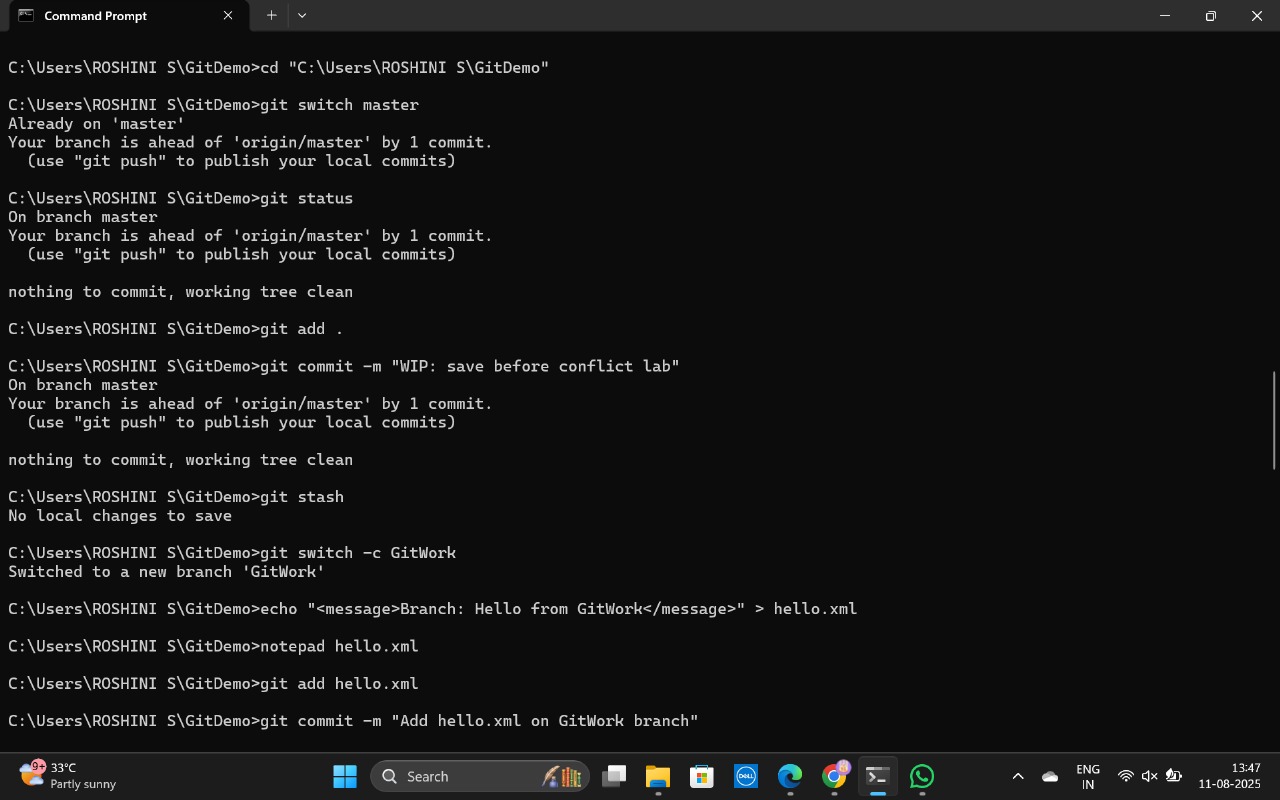 Command Prompt
C:\Users\ROSHINI S\GitDemo>cd "C:\Users\ROSHINI S\GitDemo"
C:\Users\ROSHINI S\GitDemo>git switch master
Already on 'master'
Your branch is ahead of 'origin/master' by 1 commit.
  (use "git push" to publish your local commits)
C:\Users\ROSHINI S\GitDemo>git status
On branch master
Your branch is ahead of 'origin/master' by 1 commit.
  (use "git push" to publish your local commits)
nothing to commit, working tree clean
C:\Users\ROSHINI S\GitDemo>git add .
C:\Users\ROSHINI S\GitDemo>git commit -m "WIP: save before conflict lab"
On branch master
Your branch is ahead of 'origin/master' by 1 commit.
  (use "git push" to publish your local commits)
nothing to commit, working tree clean
C:\Users\ROSHINI S\GitDemo>git stash
No local changes to save
C:\Users\ROSHINI S\GitDemo>git switch -c GitWork
Switched to a new branch 'GitWork'
C:\Users\ROSHINI S\GitDemo>echo "<message>Branch: Hello from GitWork</message>" > hello.xml
C:\Users\ROSHINI S\GitDemo>notepad hello.xml
C:\Users\ROSHINI S\GitDemo>git add hello.xml
C:\Users\ROSHINI S\GitDemo>git commit -m "Add hello.xml on GitWork branch"
9+
33°C
Partly sunny
Search
DELL
ENG
IN
13:47
11-08-2025